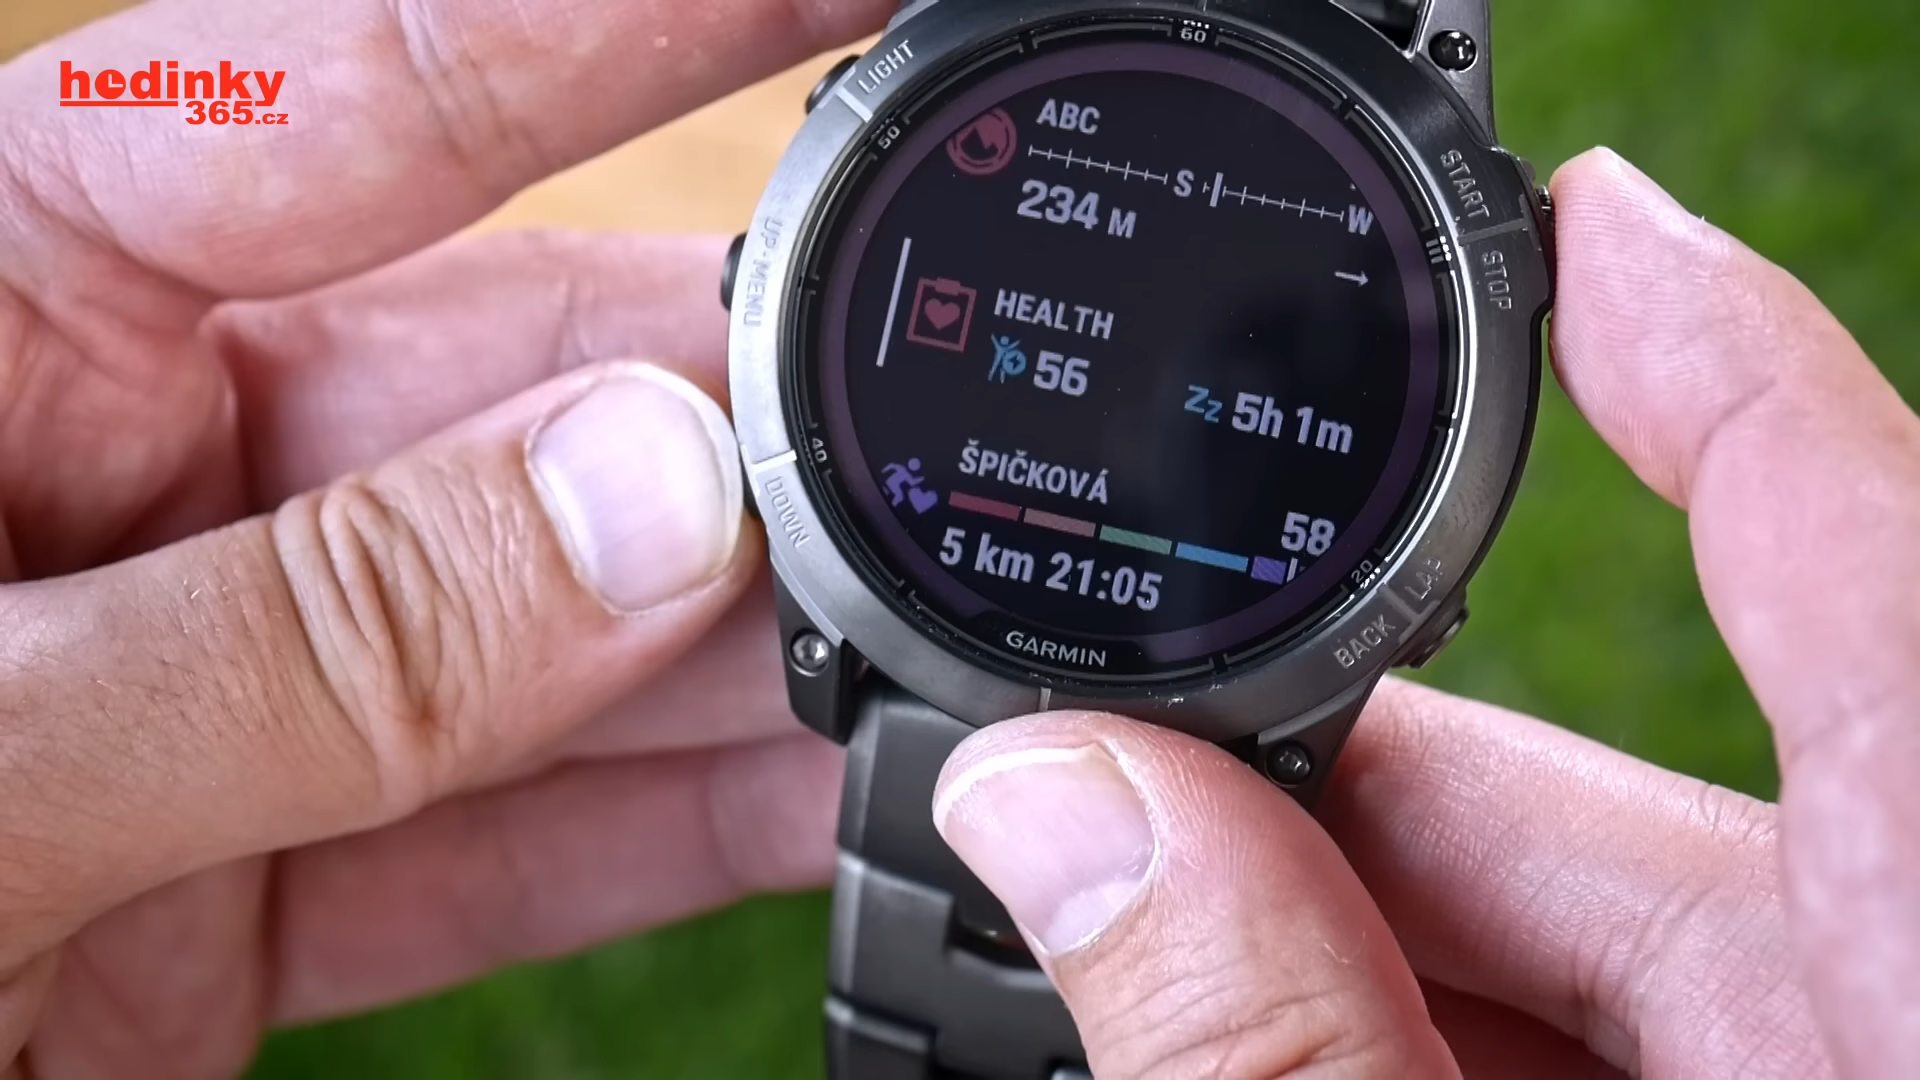 hodinky
365.cz
60
LIGHT
50
ABC
S W
234 M
START
STOP
UP·MENU
HEALTH
56
Zz 5h 1m
40
ŠPIČKOVÁ
58
5 km 21:05
DOWN
20
LAP
BACK
GARMIN